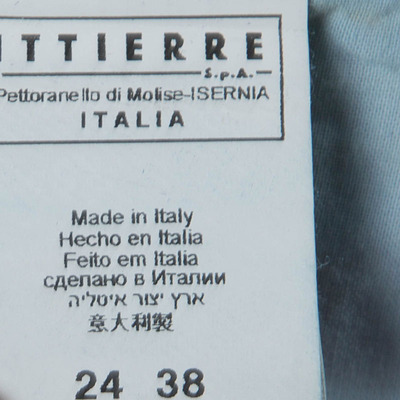 ITTIERRE
S.p.A.
Pettoranello di Molise-ISERNIA
ITALIA
Made in Italy
Hecho en Italia
Feito em Italia
сделано в Италии
ארץ יצור איטליה
意大利製
24 38